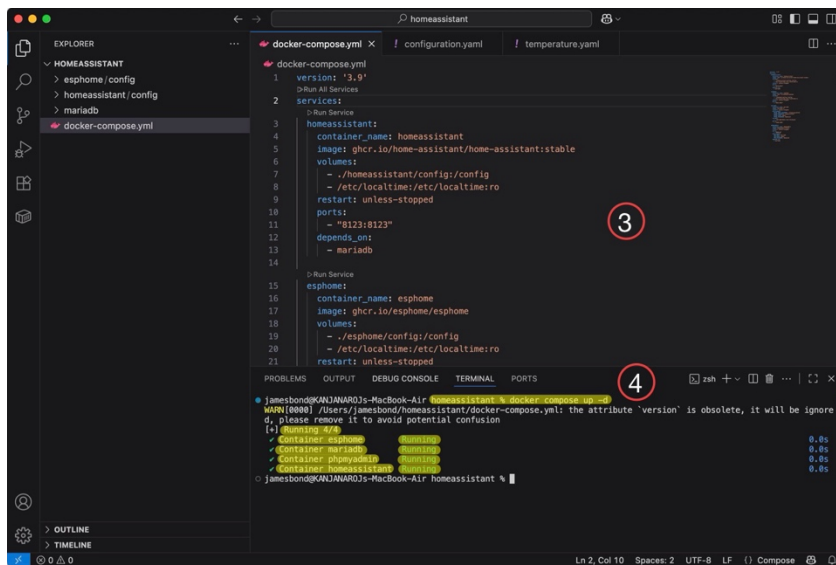 homeassistant
EXPLORER
HOMEASSISTANT
esphome/config
homeassistant/config
mariadb
docker-compose.yml
OUTLINE
TIMELINE
docker-compose.yml
! configuration.yaml
! temperature.yaml
docker-compose.yml
1 version: '3.9'
Run All Services
2 services:
Run Service
3 homeassistant:
4 container_name: homeassistant
5 image: ghcr.io/home-assistant/home-assistant:stable
6 volumes:
7 - ./homeassistant/config:/config
8 - /etc/localtime:/etc/localtime:ro
9 restart: unless-stopped
10 ports:
11 - "8123:8123"
12 depends_on:
13 - mariadb
14
Run Service
15 esphome:
16 container_name: esphome
17 image: ghcr.io/esphome/esphome
18 volumes:
19 - ./esphome/config:/config
20 - /etc/localtime:/etc/localtime:ro
21 restart: unless-stopped
3
PROBLEMS OUTPUT DEBUG CONSOLE TERMINAL PORTS
4
zsh
jamesbond@KANJANAROJs-MacBook-Air homeassistant % docker compose up -d
WARN[0000] /Users/jamesbond/homeassistant/docker-compose.yml: the attribute `version` is obsolete, it will be ignore
d, please remove it to avoid potential confusion
[+] Running 4/4
✔ Container esphome Running 0.0s
✔ Container mariadb Running 0.0s
✔ Container phpmyadmin Running 0.0s
✔ Container homeassistant Running 0.0s
jamesbond@KANJANAROJs-MacBook-Air homeassistant %
0 0
Ln 2, Col 10 Spaces: 2 UTF-8 LF {} Compose